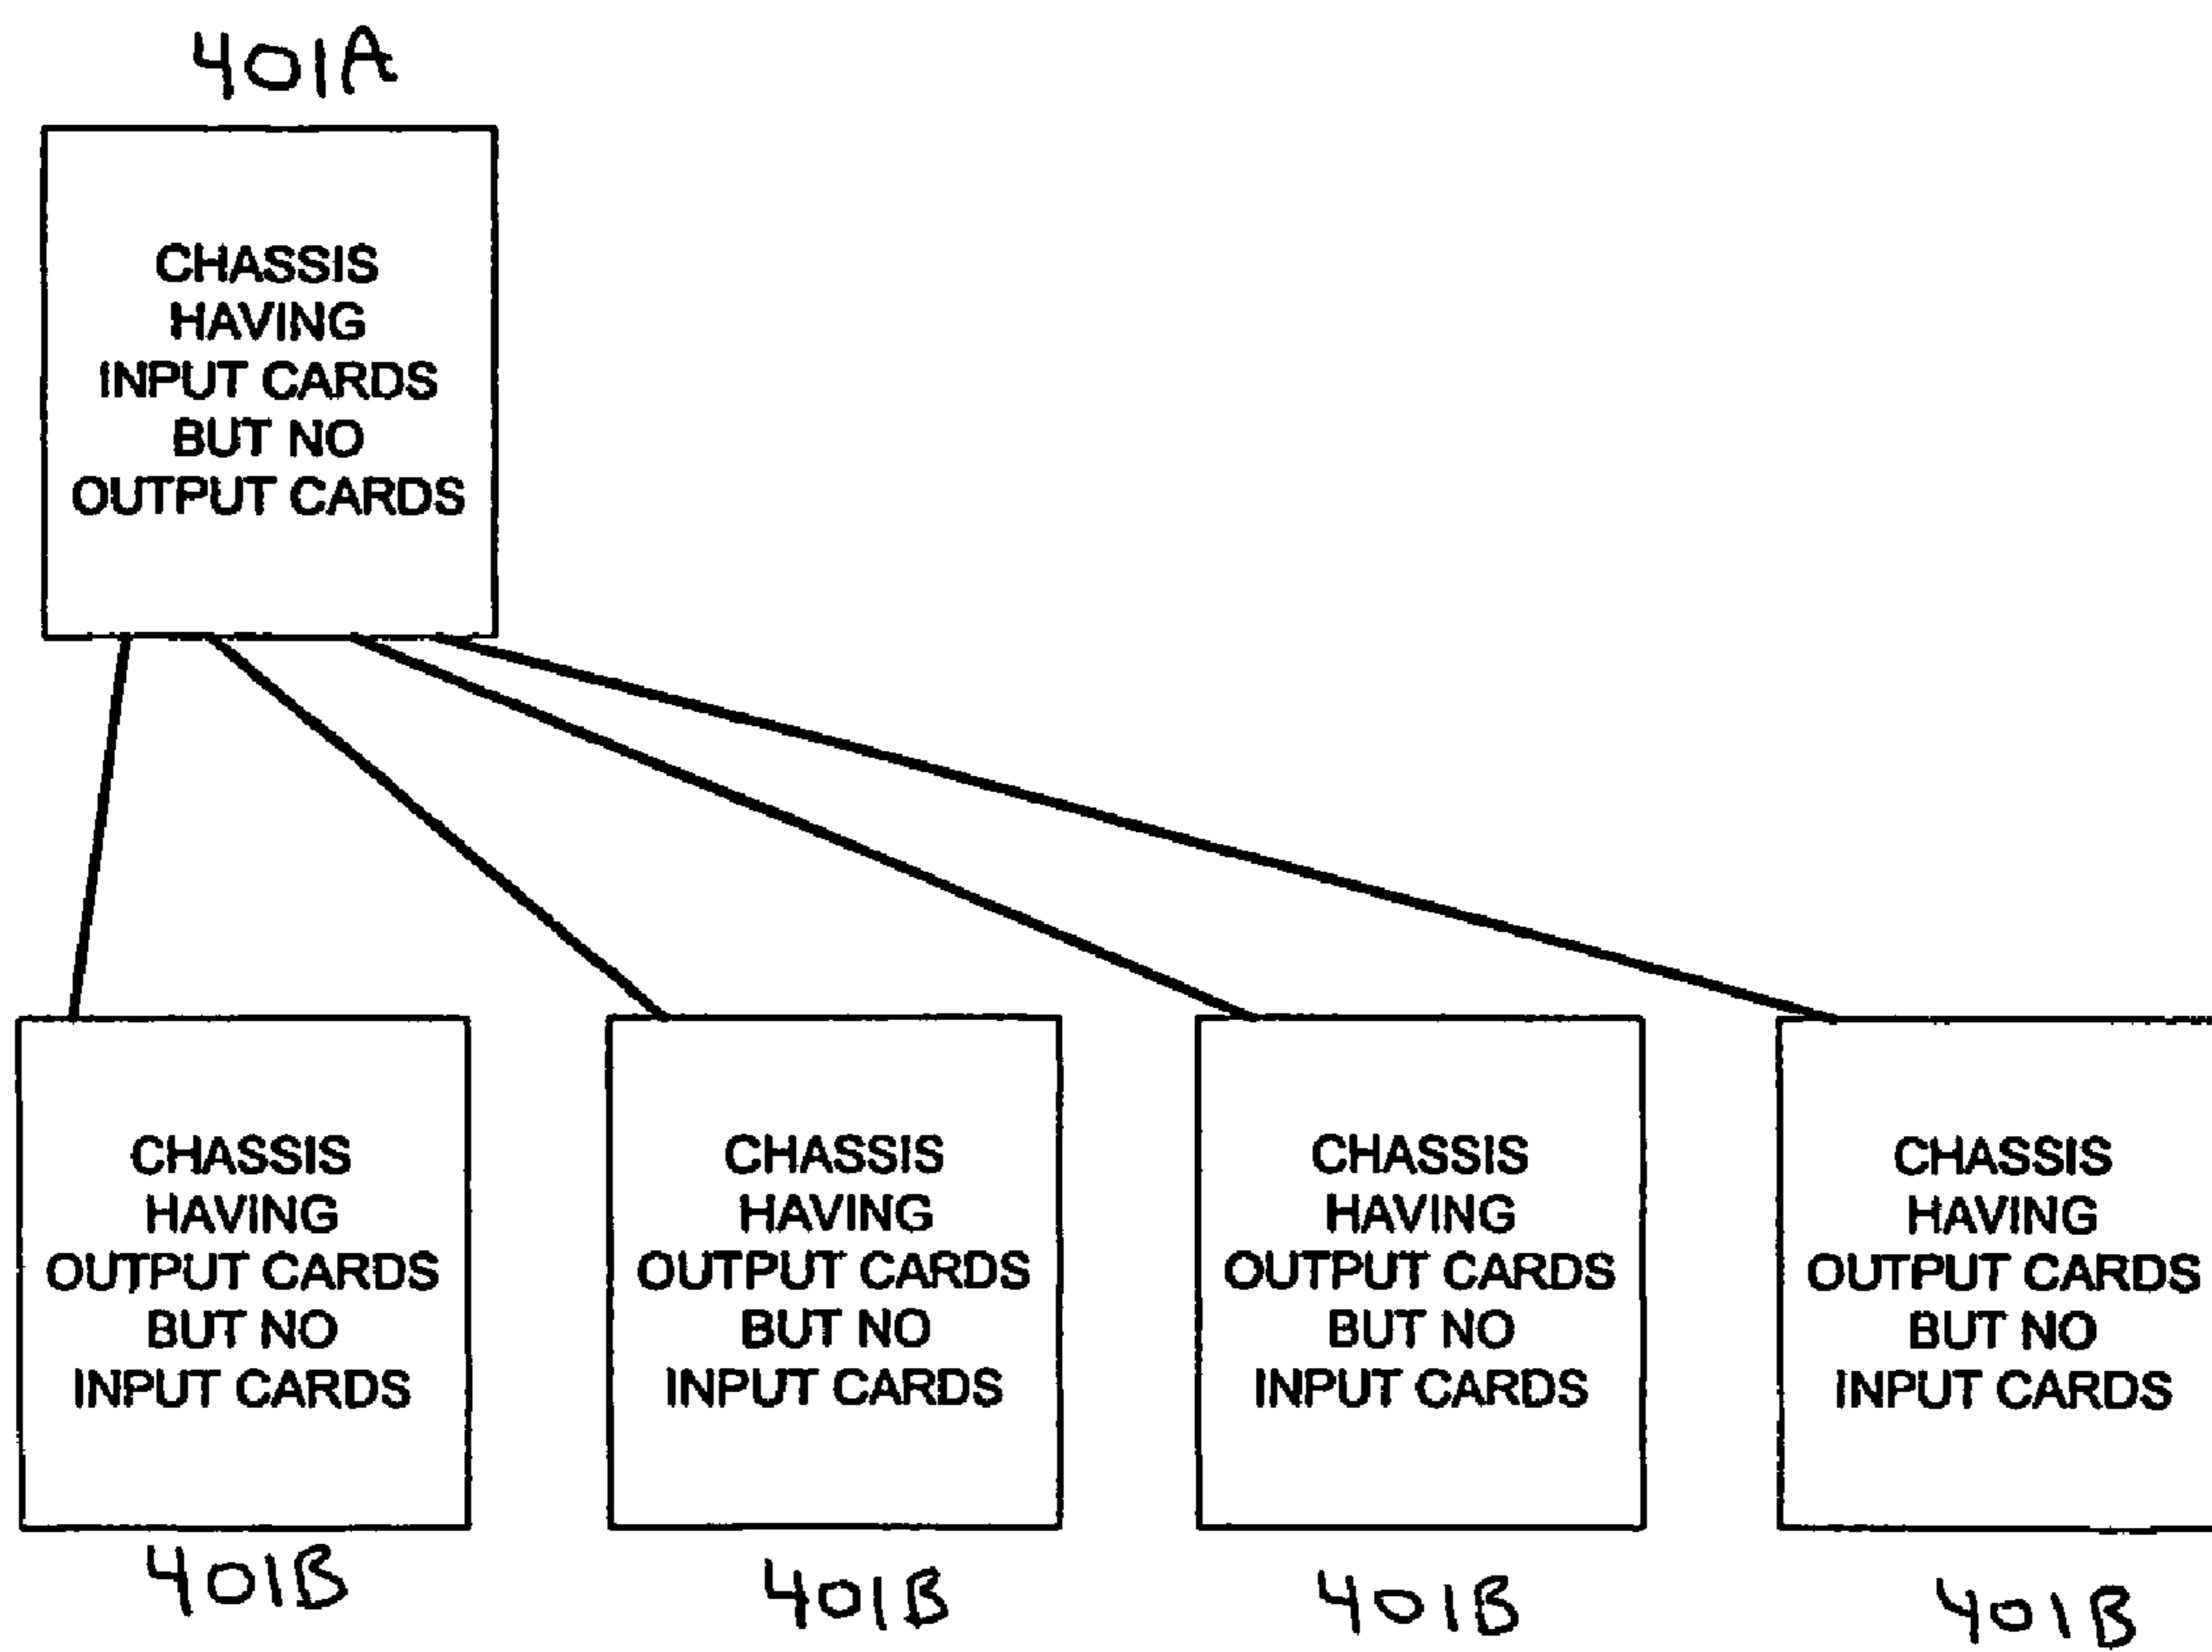 401A
CHASSIS
HAVING
INPUT CARDS
BUT NO
OUTPUT CARDS
CHASSIS
HAVING
OUTPUT CARDS
BUT NO
INPUT CARDS
401B
CHASSIS
HAVING
OUTPUT CARDS
BUT NO
INPUT CARDS
401B
CHASSIS
HAVING
OUTPUT CARDS
BUT NO
INPUT CARDS
401B
CHASSIS
HAVING
OUTPUT CARDS
BUT NO
INPUT CARDS
401B